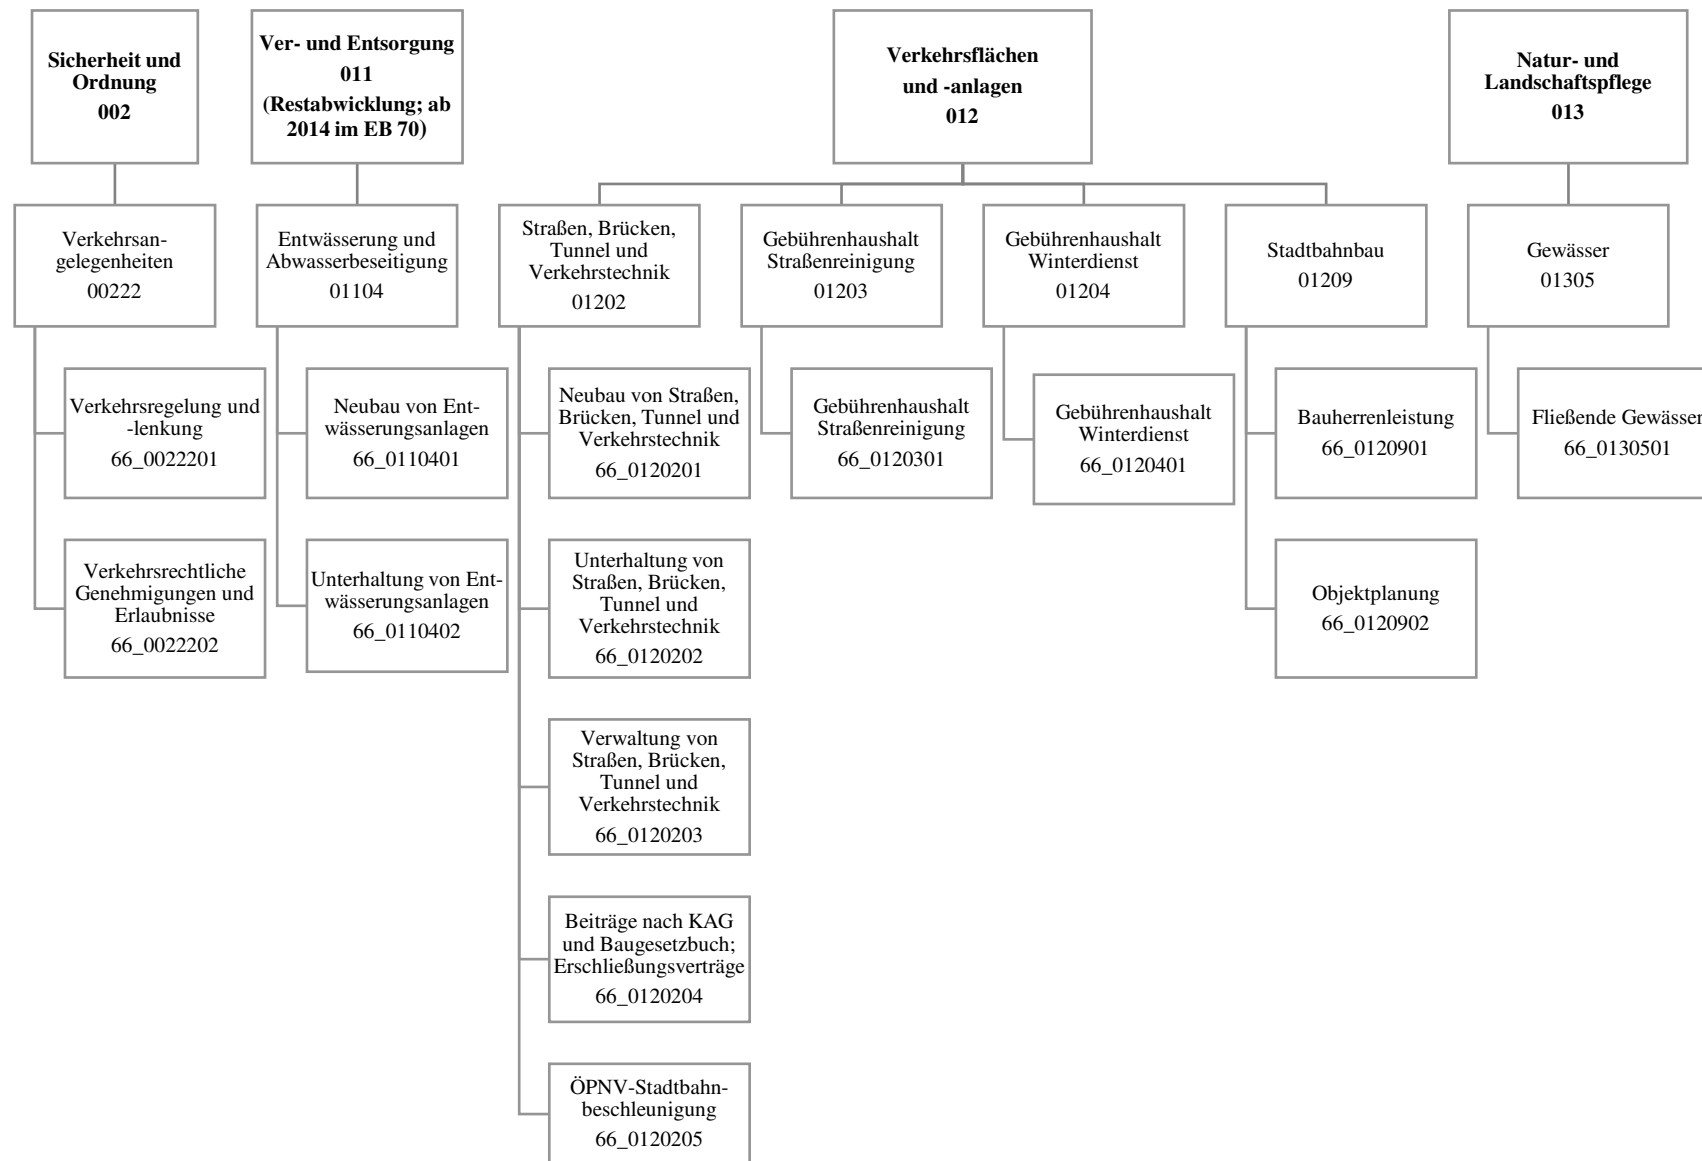 Sicherheit und
Ordnung
002
Ver- und Entsorgung
011
(Restabwicklung; ab
2014 im EB 70)
Verkehrsflächen
und -anlagen
012
Natur- und
Landschaftspflege
013
Verkehrsan-
gelegenheiten
00222
Entwässerung und
Abwasserbeseitigung
01104
Straßen, Brücken,
Tunnel und
Verkehrstechnik
01202
Gebührenhaushalt
Straßenreinigung
01203
Gebührenhaushalt
Winterdienst
01204
Stadtbahnbau
01209
Gewässer
01305
Verkehrsregelung und
-lenkung
66_0022201
Neubau von Ent-
wässerungsanlagen
66_0110401
Neubau von Straßen,
Brücken, Tunnel und
Verkehrstechnik
66_0120201
Gebührenhaushalt
Straßenreinigung
66_0120301
Gebührenhaushalt
Winterdienst
66_0120401
Bauherrenleistung
66_0120901
Fließende Gewässer
66_0130501
Verkehrsrechtliche
Genehmigungen und
Erlaubnisse
66_0022202
Unterhaltung von Ent-
wässerungsanlagen
66_0110402
Unterhaltung von
Straßen, Brücken,
Tunnel und
Verkehrstechnik
66_0120202
Objektplanung
66_0120902
Verwaltung von
Straßen, Brücken,
Tunnel und
Verkehrstechnik
66_0120203
Beiträge nach KAG
und Baugesetzbuch;
Erschließungsverträge
66_0120204
ÖPNV-Stadtbahn-
beschleunigung
66_0120205